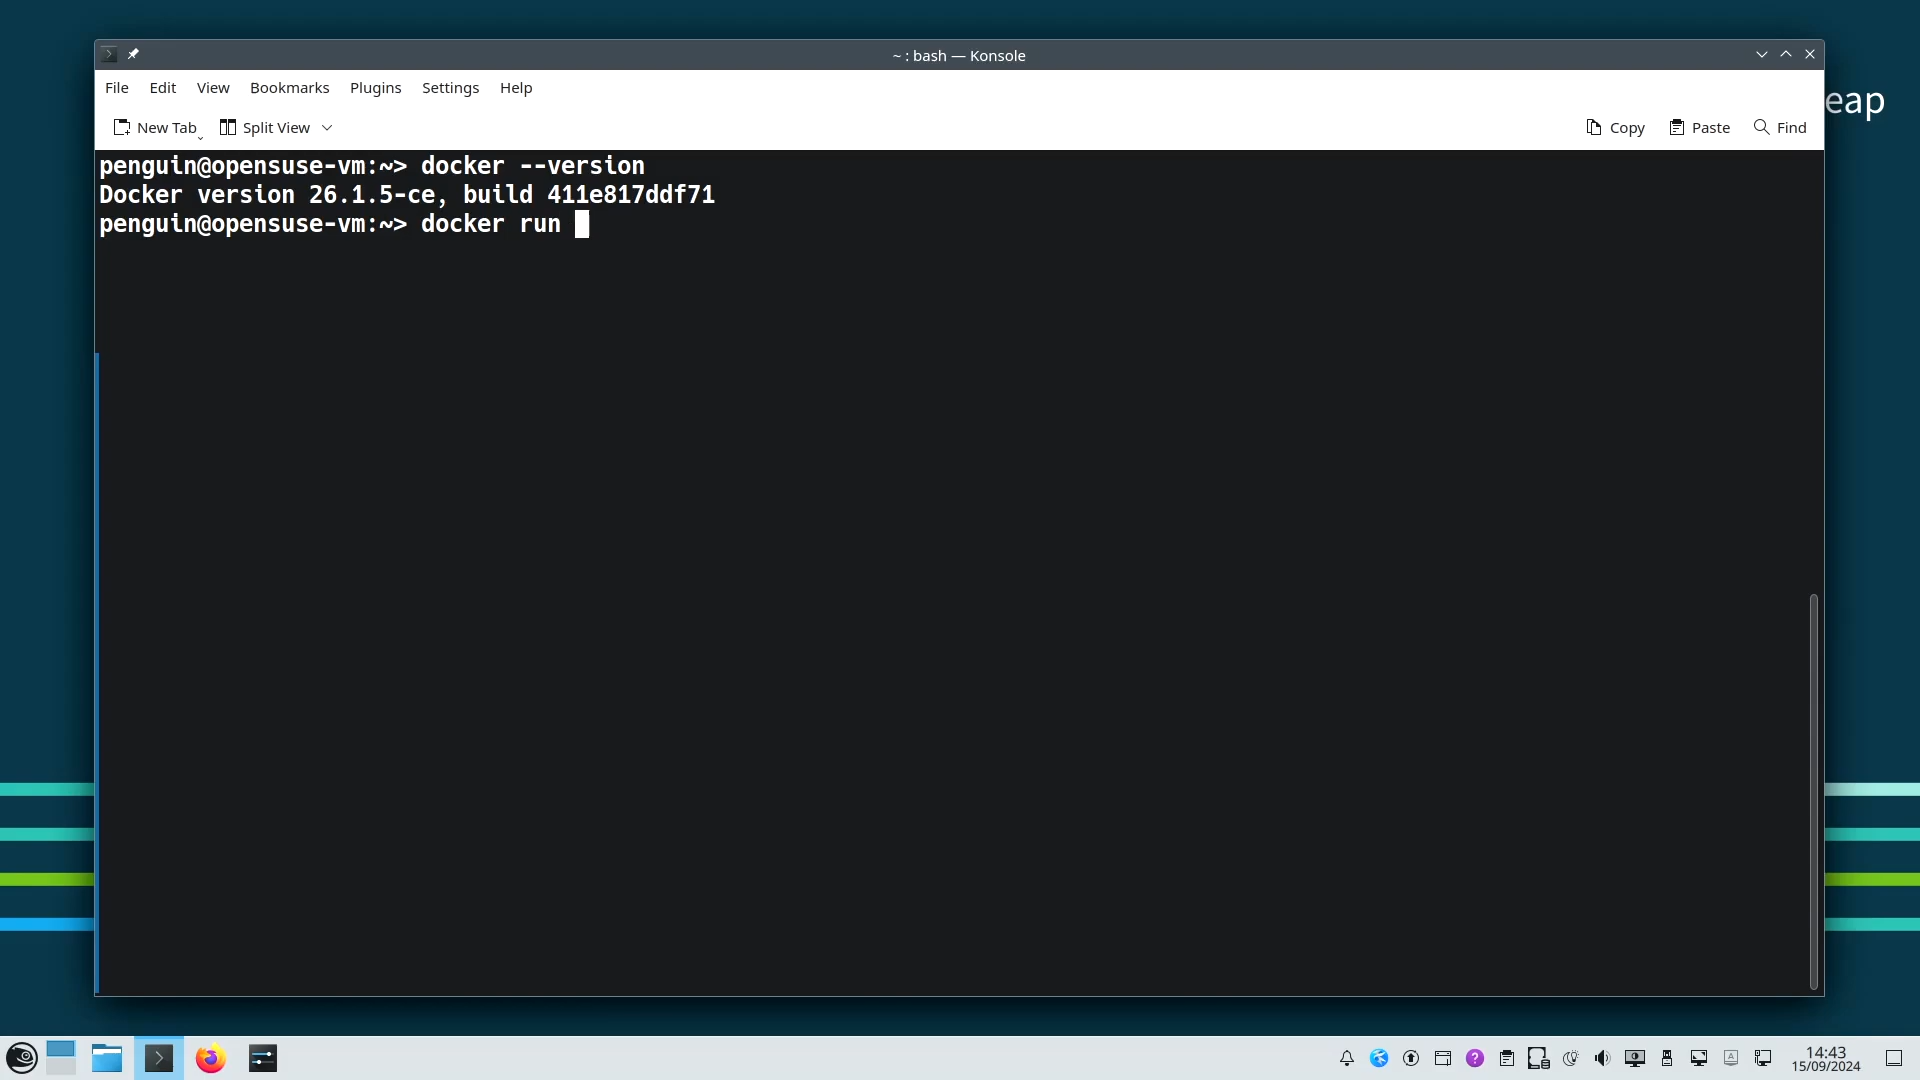 ~ : bash — Konsole
File Edit View Bookmarks Plugins Settings Help
eap
New Tab Split View Copy Paste Find
penguin@opensuse-vm:~> docker --version
Docker version 26.1.5-ce, build 411e817ddf71
penguin@opensuse-vm:~> docker run
14:43
15/09/2024